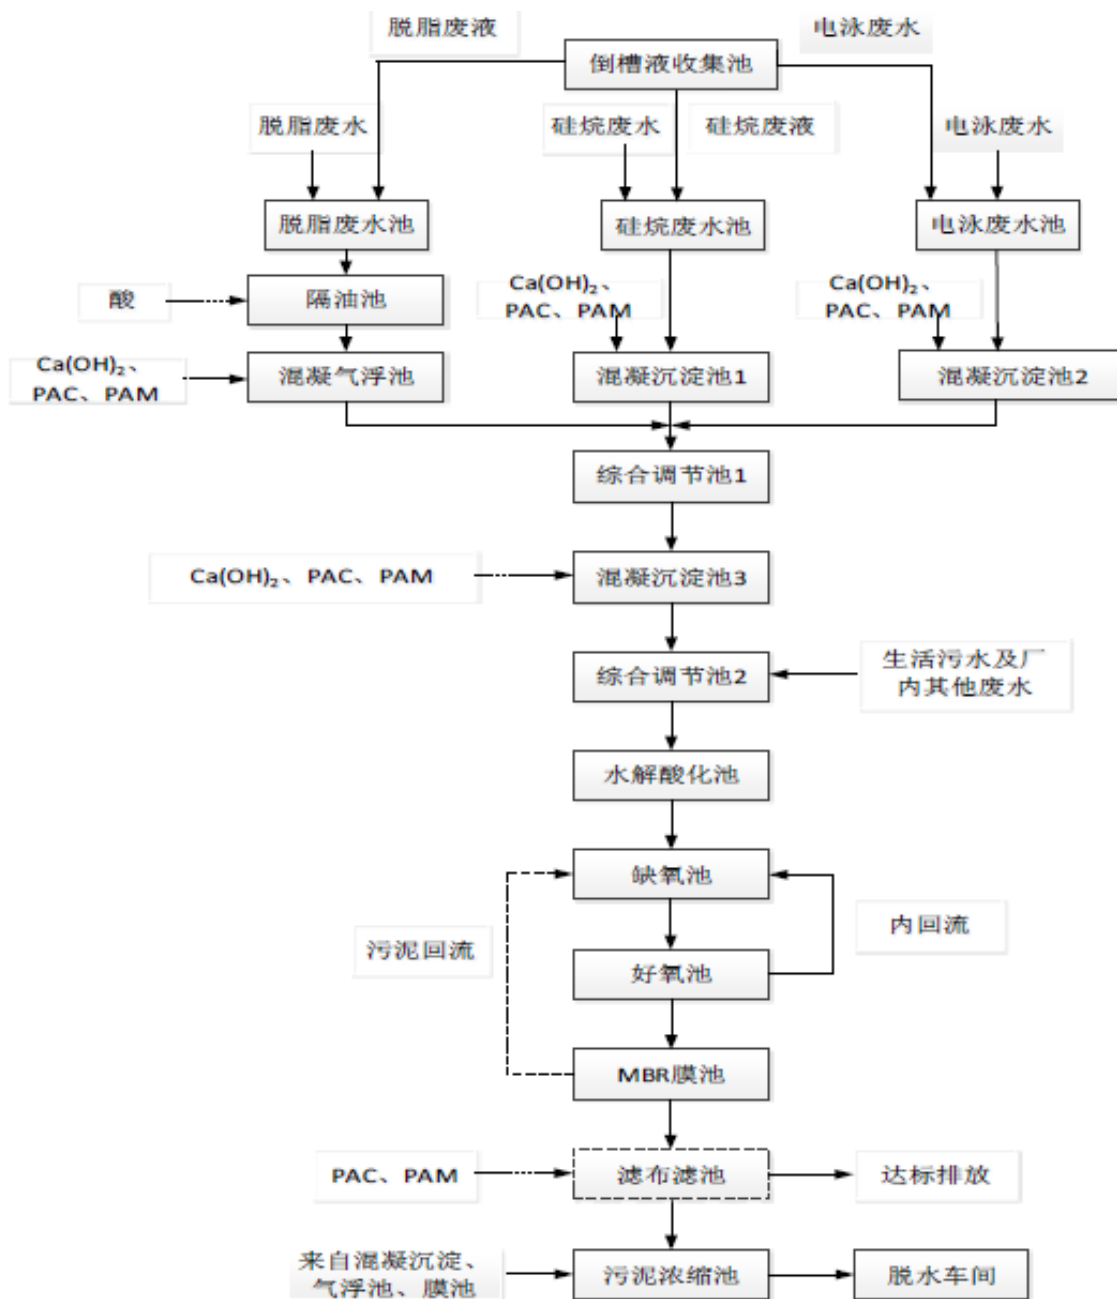 脱脂废液
电泳废水
倒槽液收集池
脱脂废水
硅烷废水
硅烷废液
电泳废水
脱脂废水池
硅烷废水池
电泳废水池
酸
隔油池
Ca(OH)₂、
PAC、PAM
Ca(OH)₂、
PAC、PAM
Ca(OH)₂、
PAC、PAM
混凝气浮池
混凝沉淀池1
混凝沉淀池2
综合调节池1
Ca(OH)₂、PAC、PAM
混凝沉淀池3
综合调节池2
生活污水及厂
内其他废水
水解酸化池
缺氧池
污泥回流
内回流
好氧池
MBR膜池
PAC、PAM
滤布滤池
达标排放
来自混凝沉淀、
气浮池、膜池
污泥浓缩池
脱水车间